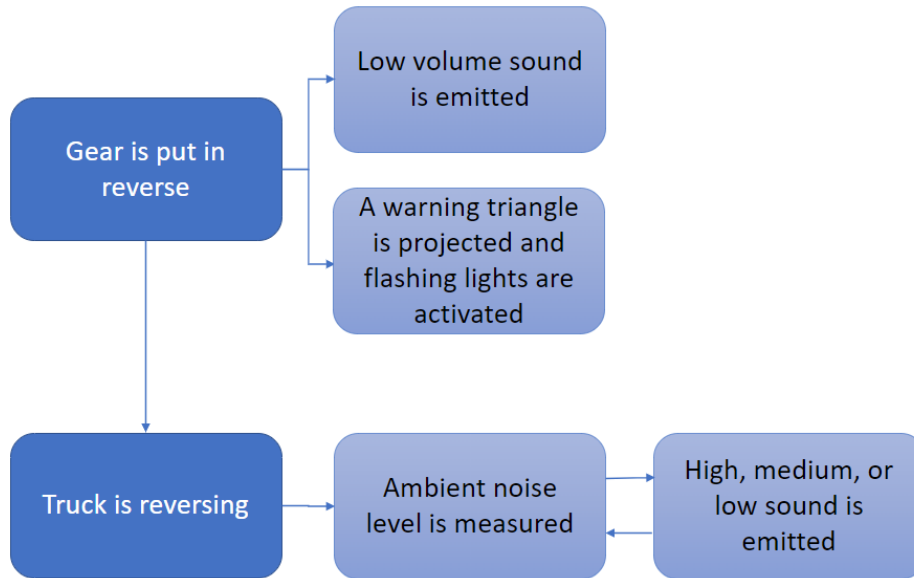 Low volume sound
is emitted
Gear is put in
reverse
A warning triangle
is projected and
flashing lights are
activated
Truck is reversing
Ambient noise
level is measured
High, medium, or
low sound is
emitted